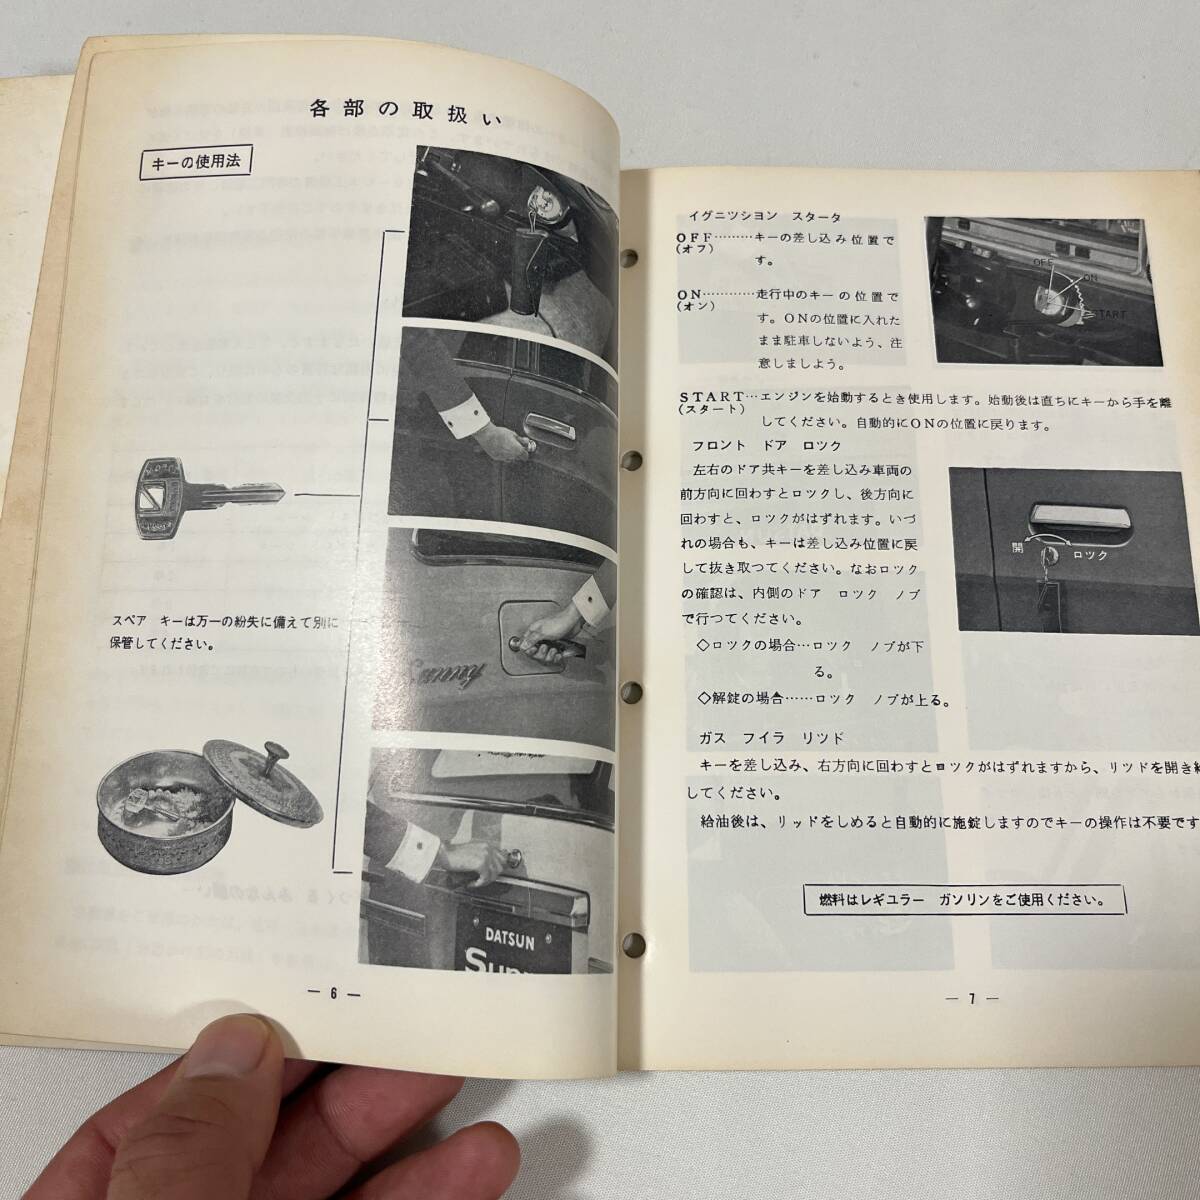 各部の取扱い
キーの使用法
スペア　キーは万一の紛失に備えて別に
保管してください。
Sunny
DATSUN
Sunn
— 6 —
イグニツション　スタータ
OFF………キーの差し込み位置で
(オフ)
す。
ON…………走行中のキーの位置で
(オン)
す。ONの位置に入れた
まま駐車しないよう、注
意しましよう。
OFF
ON
START
START…エンジンを始動するとき使用します。始動後は直ちにキーから手を離
(スタート)
してください。自動的にONの位置に戻ります。
フロント　ドア　ロツク
左右のドア共キーを差し込み車両の
前方向に回わすとロツクし、後方向に
回わすと、ロツクがはずれます。いづ
れの場合も、キーは差し込み位置に戻
して抜き取つてください。なおロツク
の確認は、内側のドア　ロツク　ノブ
で行つてください。
開
ロツク
◇ロツクの場合…ロツク　ノブが下
る。
◇解錠の場合……ロツク　ノブが上る。
ガス　フイラ　リツド
キーを差し込み、右方向に回わすとロツクがはずれますから、リツドを開き給
してください。
給油後は、リッドをしめると自動的に施錠しますのでキーの操作は不要です
燃料はレギユラー　ガソリンをご使用ください。
— 7 —